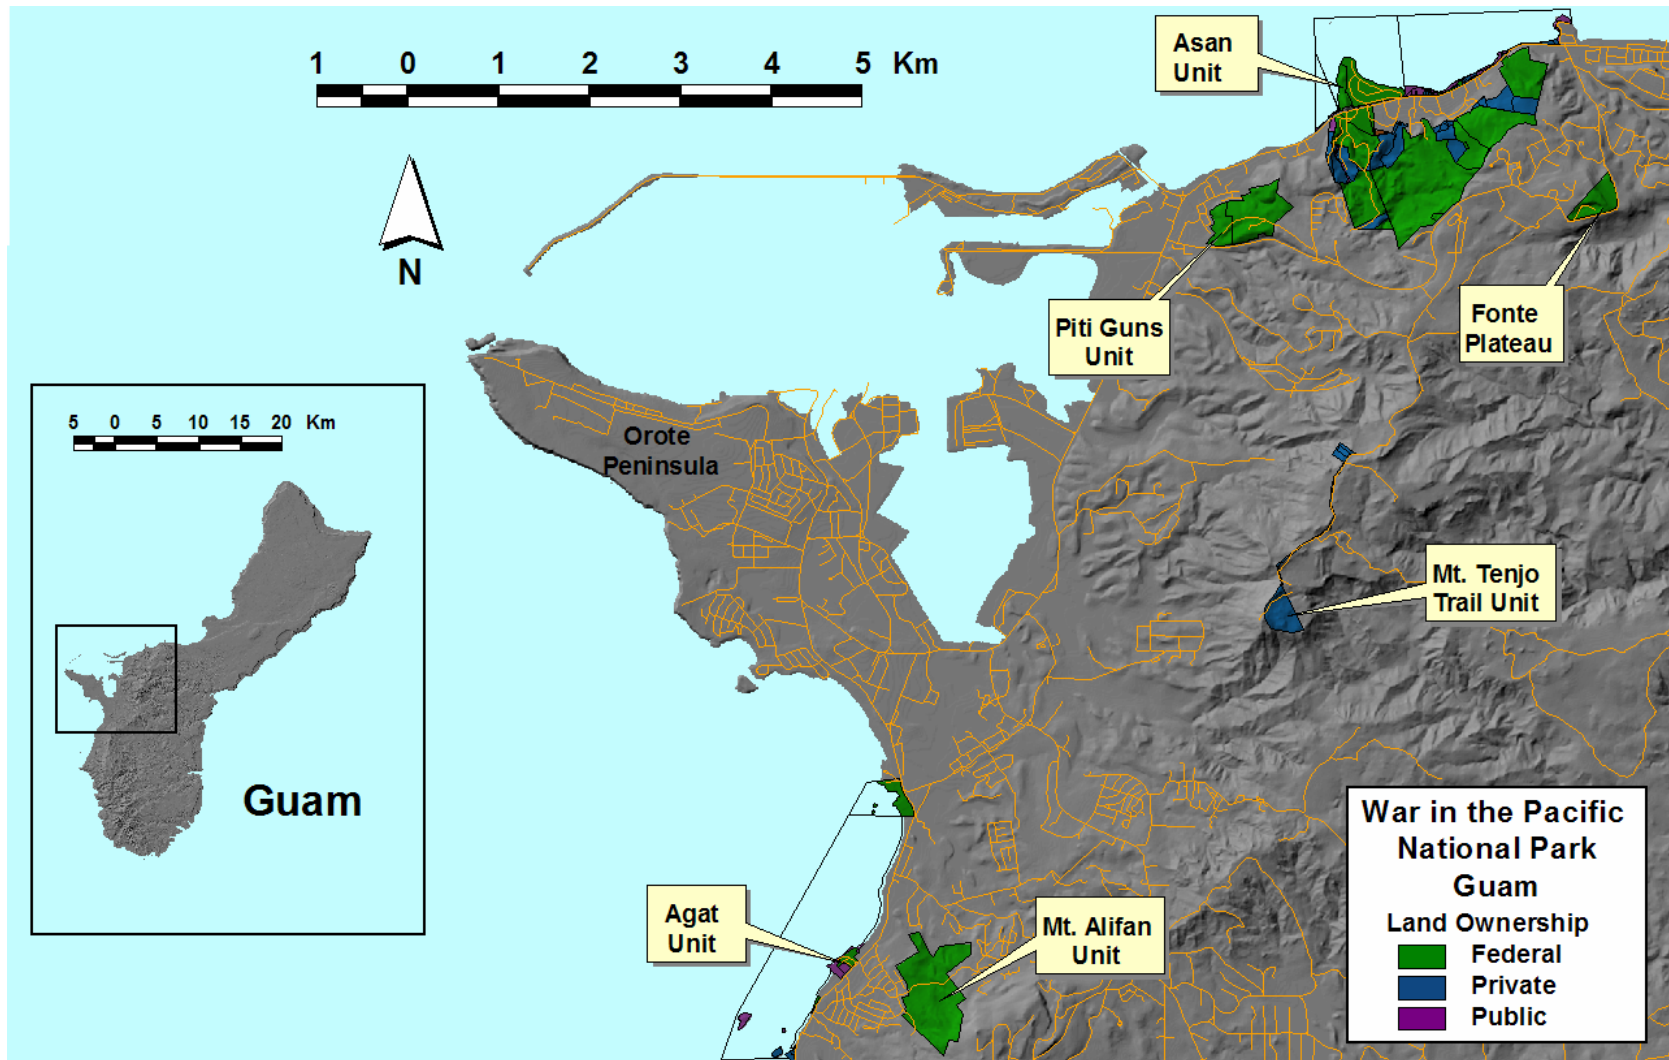 Asan
Unit
1 0 1 2 3 4 5 Km
N
Piti Guns
Unit
Fonte
Plateau
5 0 5 10 15 20 Km
Orote
Peninsula
Mt. Tenjo
Trail Unit
Guam
Agat
Unit
Mt. Alifan
Unit
War in the Pacific
National Park
Guam
Land Ownership
Federal
Private
Public